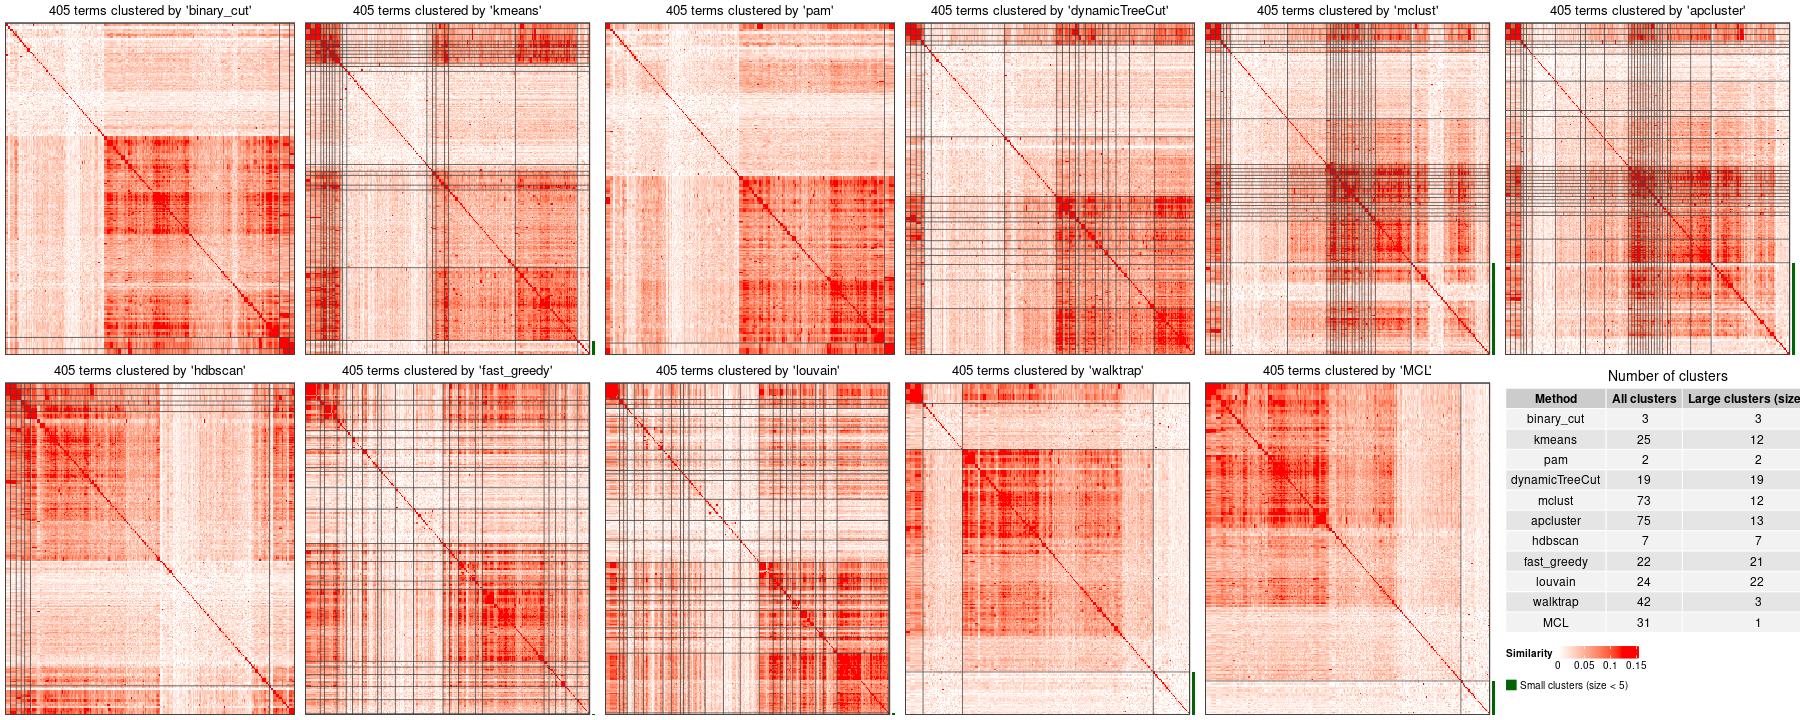 405 terms clustered by 'binary_cut'
405 terms clustered by 'kmeans'
405 terms clustered by 'pam'
405 terms clustered by 'dynamicTreeCut'
405 terms clustered by 'mclust'
405 terms clustered by 'apcluster'
405 terms clustered by 'hdbscan'
405 terms clustered by 'fast_greedy'
405 terms clustered by 'louvain'
405 terms clustered by 'walktrap'
405 terms clustered by 'MCL'
Number of clusters
Method All clusters Large clusters (size
binary_cut 3 3
kmeans 25 12
pam 2 2
dynamicTreeCut 19 19
mclust 73 12
apcluster 75 13
hdbscan 7 7
fast_greedy 22 21
louvain 24 22
walktrap 42 3
MCL 31 1
Similarity
0 0.05 0.1 0.15
Small clusters (size < 5)